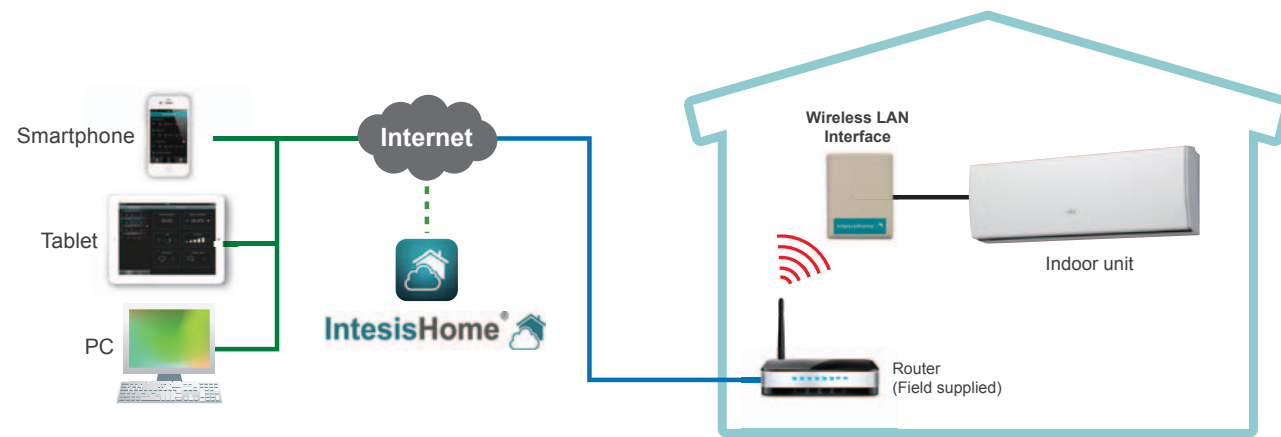 Smartphone
Tablet
PC
Internet
IntesisHome®
Wireless LAN
Interface
Indoor unit
Router
(Field supplied)